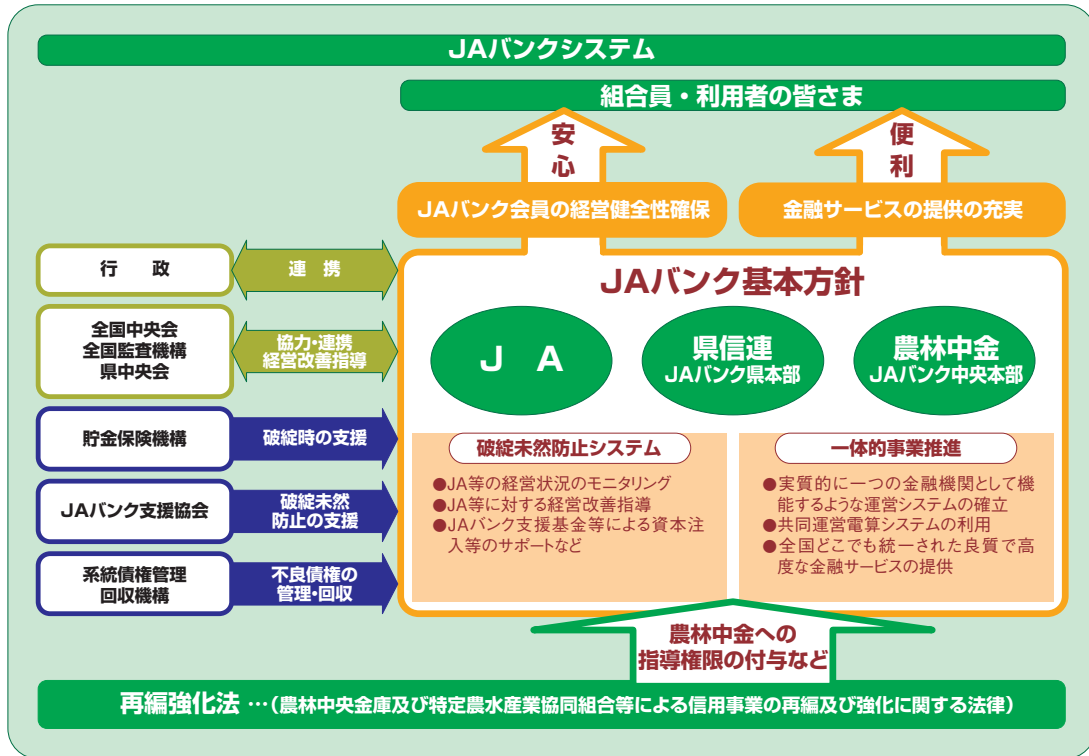 JAバンクシステム
組合員・利用者の皆さま
安心
便利
JAバンク会員の経営健全性確保
金融サービスの提供の充実
行　政
連　携
全国中央会
全国監査機構
県中央会
協力・連携
経営改善指導
貯金保険機構
破綻時の支援
JAバンク支援協会
破綻未然
防止の支援
系統債権管理
回収機構
不良債権の
管理・回収
JAバンク基本方針
J　A
県信連
JAバンク県本部
農林中金
JAバンク中央本部
破綻未然防止システム
●JA等の経営状況のモニタリング
●JA等に対する経営改善指導
●JAバンク支援基金等による資本注
入等のサポートなど
一体的事業推進
●実質的に一つの金融機関として機
能するような運営システムの確立
●共同運営電算システムの利用
●全国どこでも統一された良質で高
度な金融サービスの提供
農林中金への
指導権限の付与など
再編強化法 …（農林中央金庫及び特定農水産業協同組合等による信用事業の再編及び強化に関する法律）